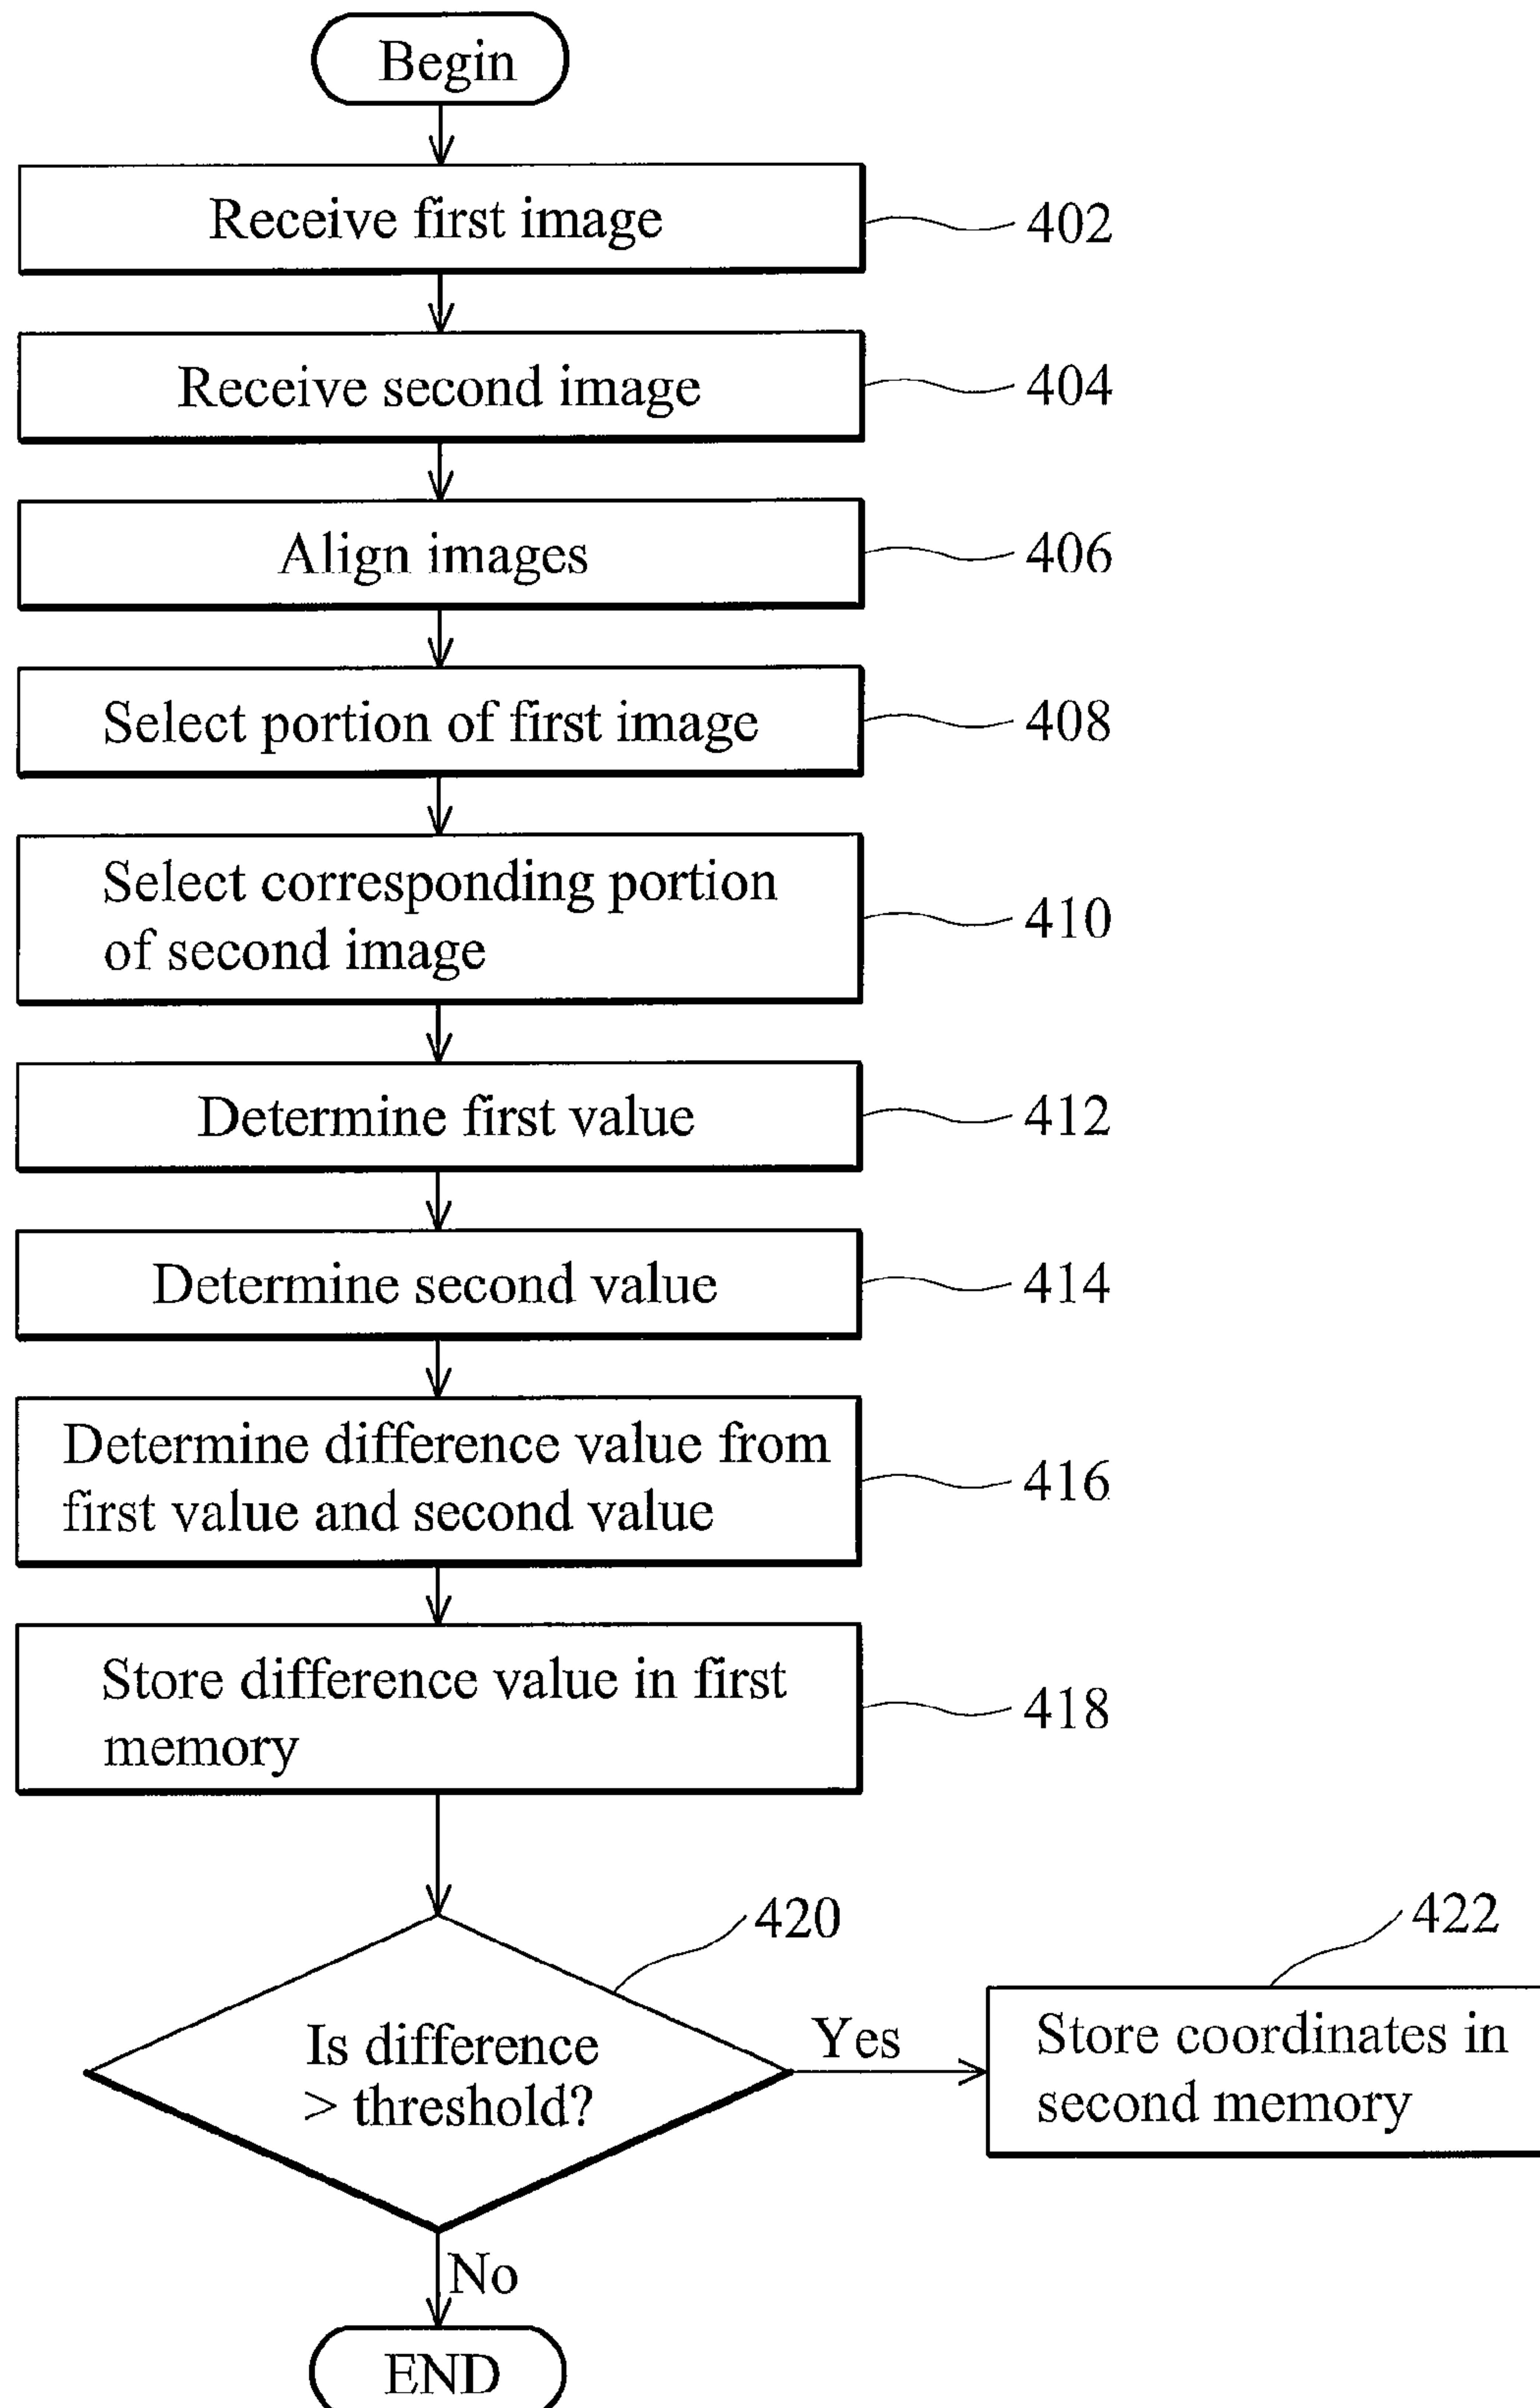 Begin
Receive first image
402
Receive second image
404
Align images
406
Select portion of first image
408
Select corresponding portion
of second image
410
Determine first value
412
Determine second value
414
Determine difference value from
first value and second value
416
Store difference value in first
memory
418
420
Is difference
> threshold?
Yes
422
Store coordinates in
second memory
No
END